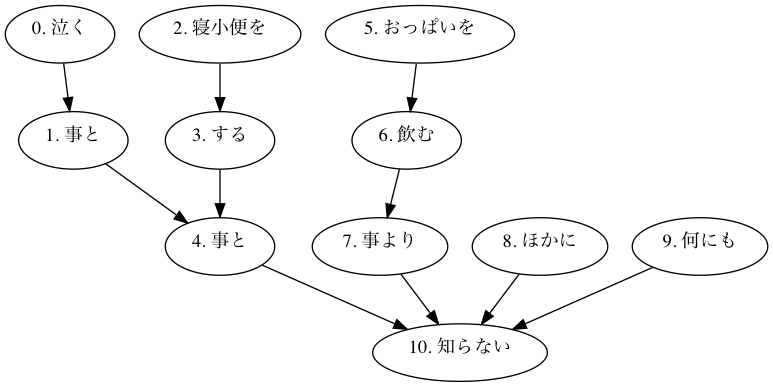 0. 泣く
2. 寝小便を
5. おっぱいを
1. 事と
3. する
6. 飲む
4. 事と
7. 事より
8. ほかに
9. 何にも
10. 知らない